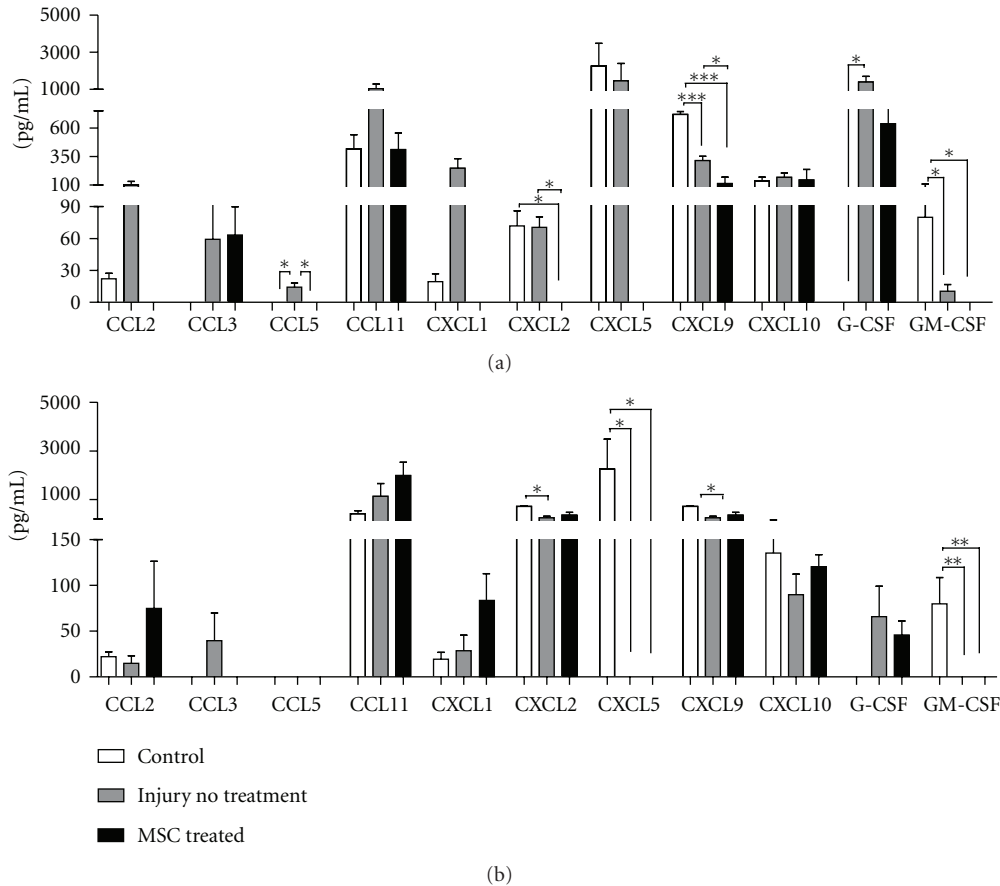 5000
3000
1000
600
350
100
90
60
30
0
(pg/mL)
* * * * *** *** * * * *
CCL2 CCL3 CCL5 CCL11 CXCL1 CXCL2 CXCL5 CXCL9 CXCL10 G-CSF GM-CSF
(a)
5000
3000
1000
150
100
50
0
(pg/mL)
* * * * ** **
CCL2 CCL3 CCL5 CCL11 CXCL1 CXCL2 CXCL5 CXCL9 CXCL10 G-CSF GM-CSF
Control
Injury no treatment
MSC treated
(b)